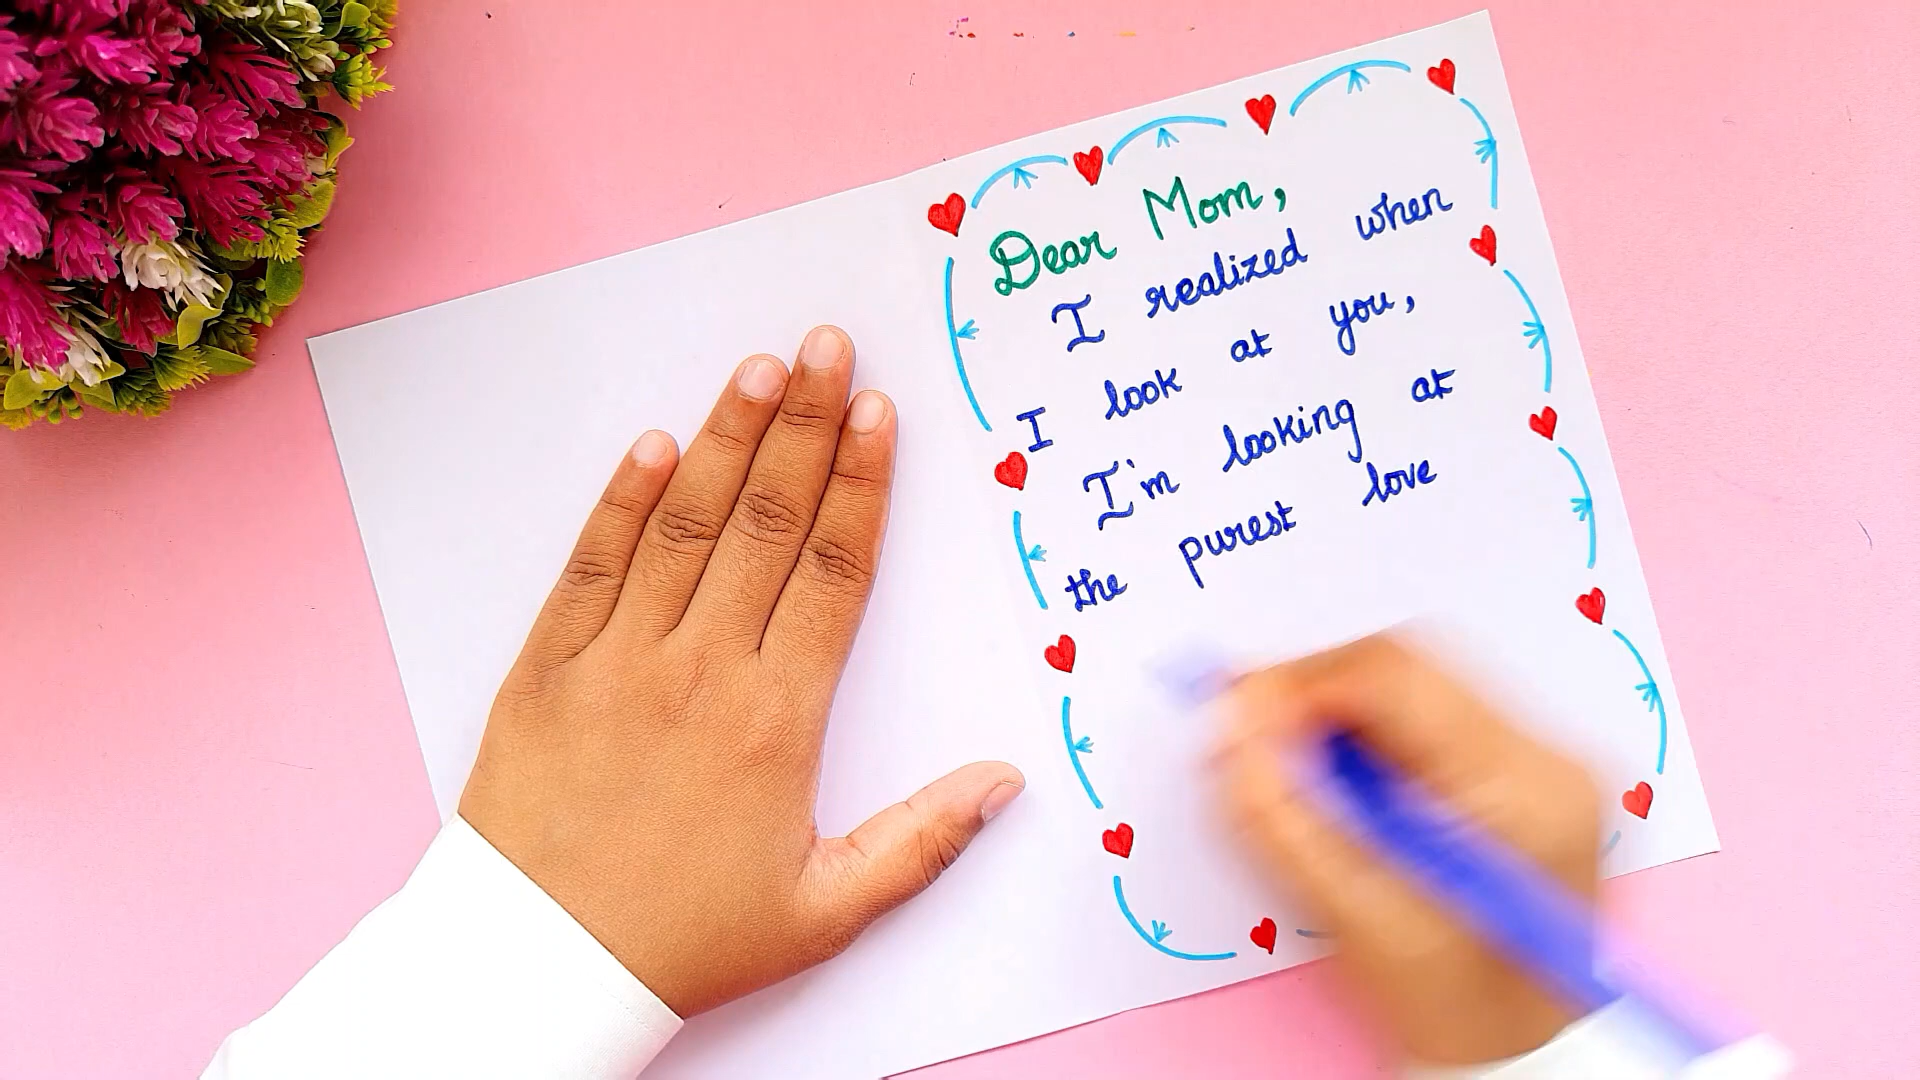 Dear Mom,
I realized when
I look at you,
I'm looking at
the purest love